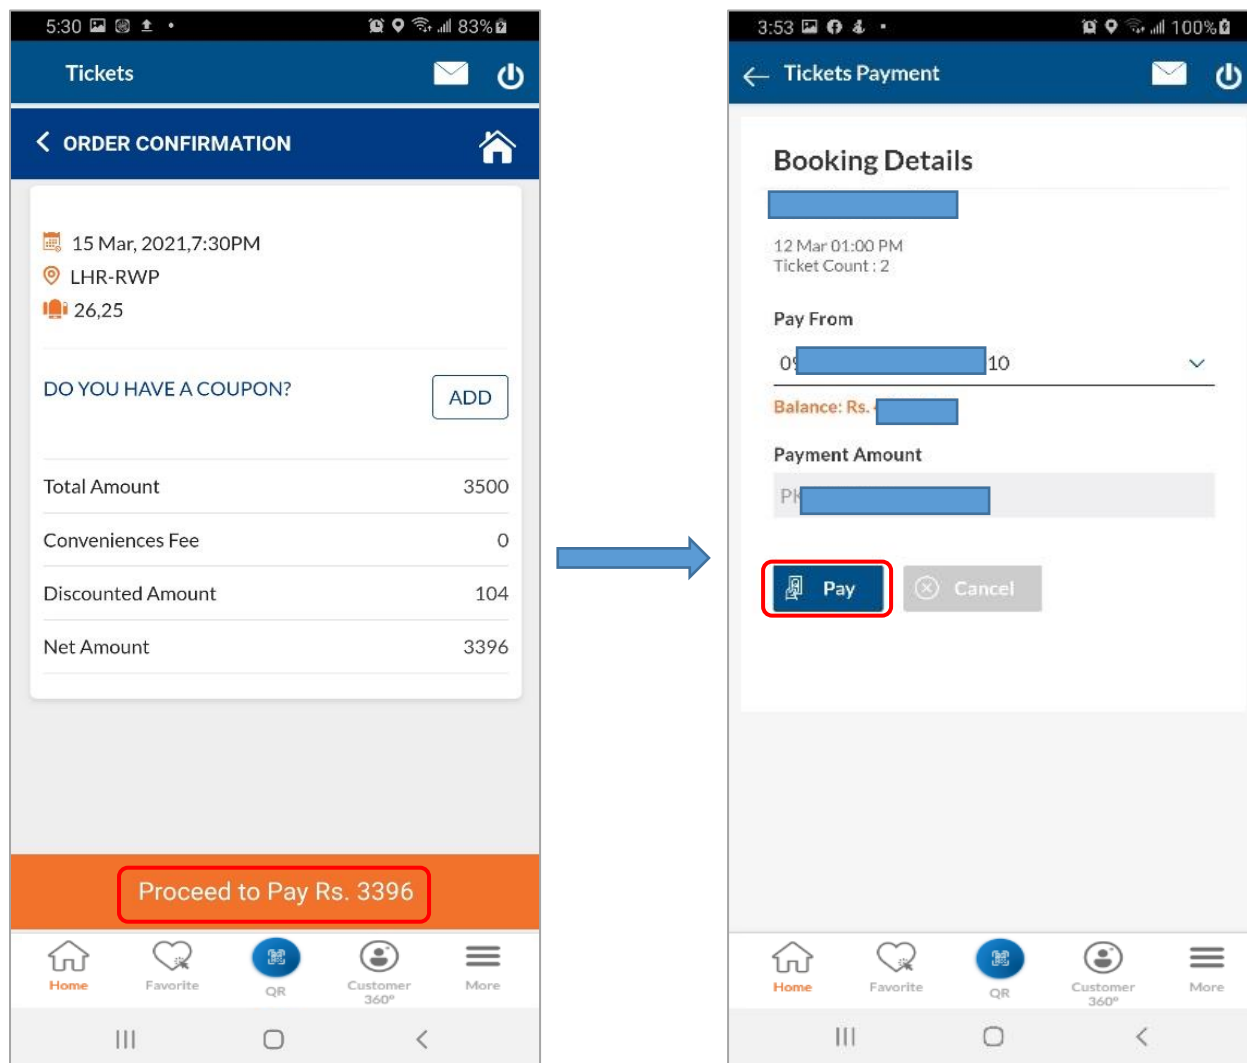 5:30
83%
Tickets
ORDER CONFIRMATION
15 Mar, 2021,7:30PM
LHR-RWP
26,25
DO YOU HAVE A COUPON?
ADD
Total Amount 3500
Conveniences Fee 0
Discounted Amount 104
Net Amount 3396
Proceed to Pay Rs. 3396
Home
Favorite
QR
Customer
360°
More
3:53
100%
Tickets Payment
Booking Details
12 Mar 01:00 PM
Ticket Count : 2
Pay From
10
Balance: Rs.
Payment Amount
Pay
Cancel
Home
Favorite
QR
Customer
360°
More